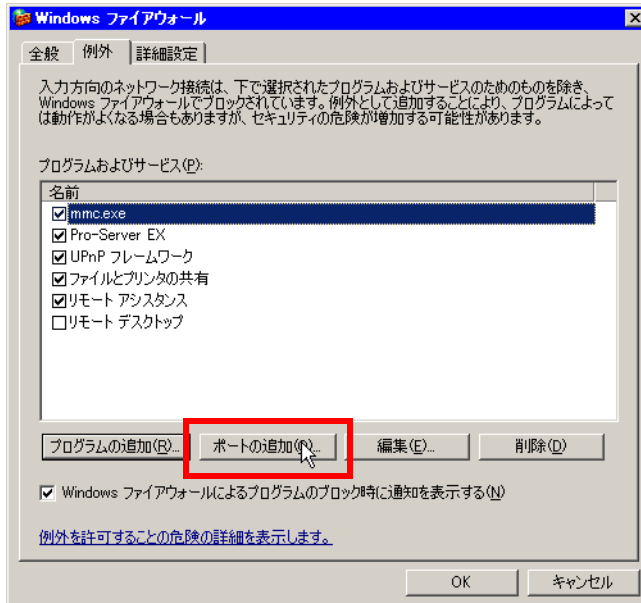 Windows ファイアウォール
全般 例外 詳細設定
入力方向のネットワーク接続は、下で選択されたプログラムおよびサービスのためのものを除き、
Windows ファイアウォールでブロックされています。例外として追加することにより、プログラムによって
は動作がよくなる場合もありますが、セキュリティの危険が増加する可能性があります。
プログラムおよびサービス(P):
名前
mmc.exe
Pro-Server EX
UPnP フレームワーク
ファイルとプリンタの共有
リモート アシスタンス
リモート デスクトップ
プログラムの追加(R)... ポートの追加(O)... 編集(E)... 削除(D)
Windows ファイアウォールによるプログラムのブロック時に通知を表示する(N)
例外を許可することの危険の詳細を表示します。
OK キャンセル